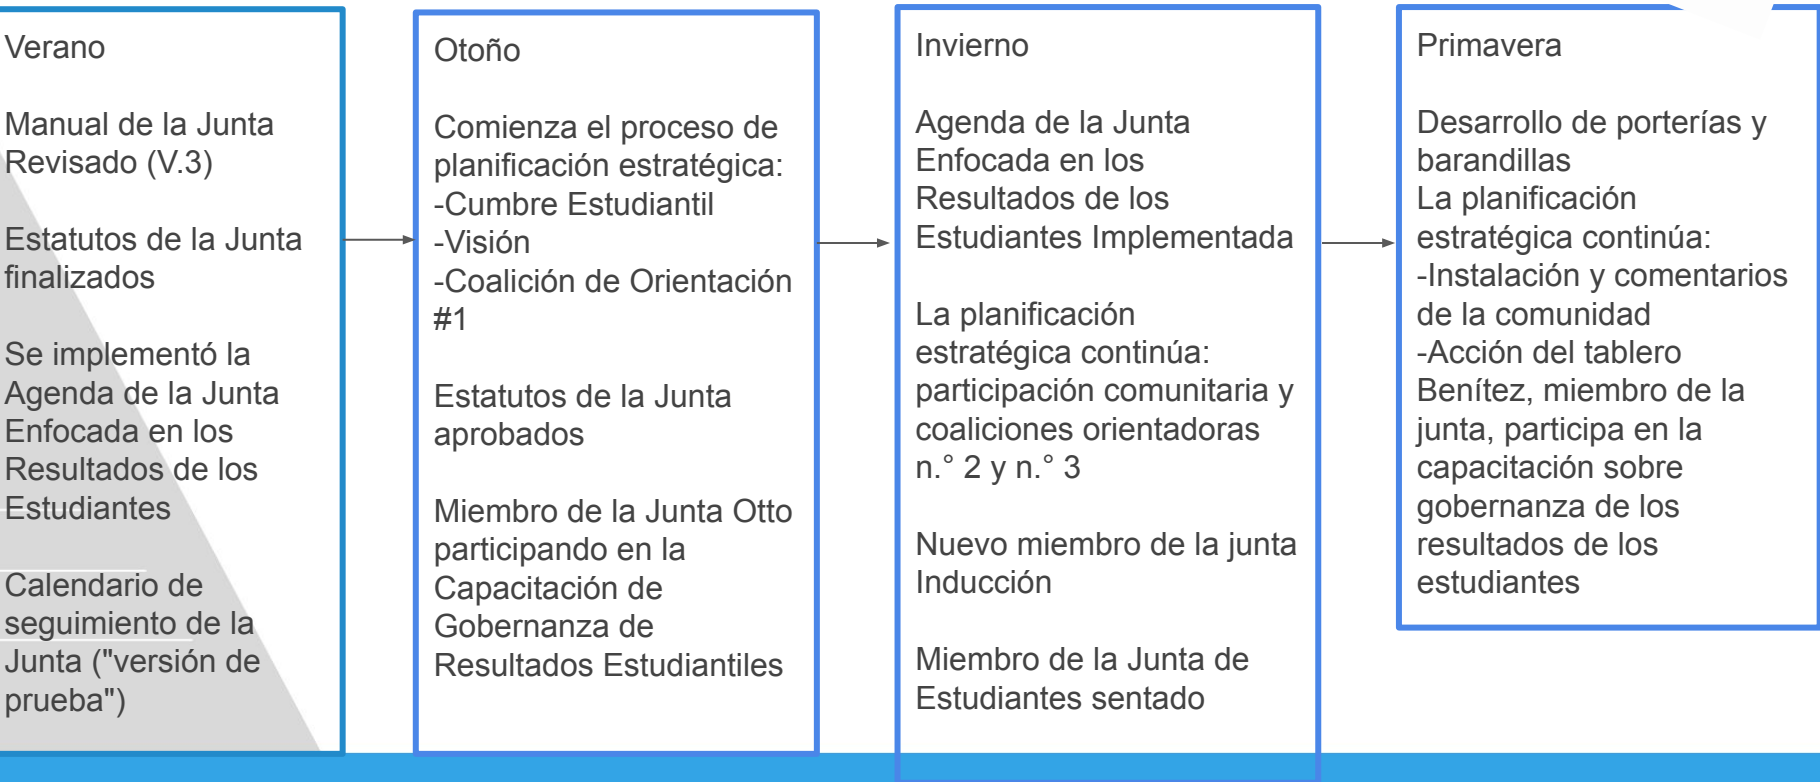 Verano
Manual de la Junta
Revisado (V.3)
Estatutos de la Junta
finalizados
Se implementó la
Agenda de la Junta
Enfocada en los
Resultados de los
Estudiantes
Calendario de
seguimiento de la
Junta ("versión de
prueba")
Otoño
Comienza el proceso de
planificación estratégica:
-Cumbre Estudiantil
-Visión
-Coalición de Orientación
#1
Estatutos de la Junta
aprobados
Miembro de la Junta Otto
participando en la
Capacitación de
Gobernanza de
Resultados Estudiantiles
Invierno
Agenda de la Junta
Enfocada en los
Resultados de los
Estudiantes Implementada
La planificación
estratégica continúa:
participación comunitaria y
coaliciones orientadoras
n.° 2 y n.° 3
Nuevo miembro de la junta
Inducción
Miembro de la Junta de
Estudiantes sentado
Primavera
Desarrollo de porterías y
barandillas
La planificación
estratégica continúa:
-Instalación y comentarios
de la comunidad
-Acción del tablero
Benítez, miembro de la
junta, participa en la
capacitación sobre
gobernanza de los
resultados de los
estudiantes